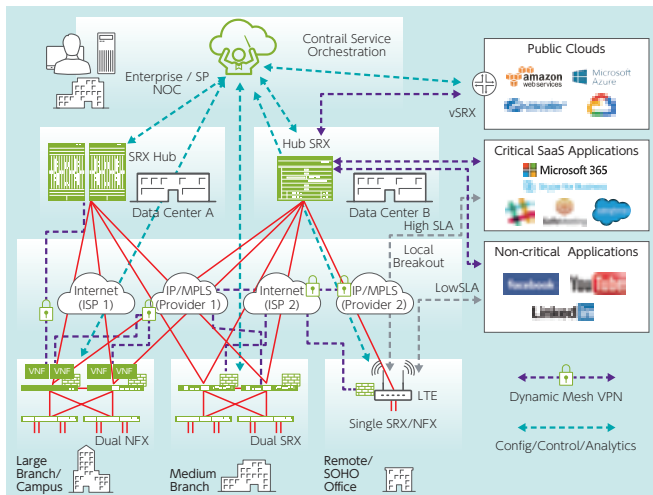 Contrail Service
Orchestration
Enterprise / SP
NOC
Public Clouds
amazon
webservices
Microsoft
Azure
vSRX
SRX Hub
Data Center A
Hub SRX
Data Center B
Critical SaaS Applications
Microsoft 365
Skype for Business
High SLA
Local
Breakout
LowSLA
Non-critical Applications
facebook
YouTube
LinkedIn
Internet
(ISP 1)
IP/MPLS
(Provider 1)
Internet
(ISP 2)
IP/MPLS
(Provider 2)
VNF
VNF
VNF
VNF
Dual NFX
Dual SRX
LTE
Single SRX/NFX
Large
Branch/
Campus
Medium
Branch
Remote/
SOHO
Office
Dynamic Mesh VPN
Config/Control/Analytics